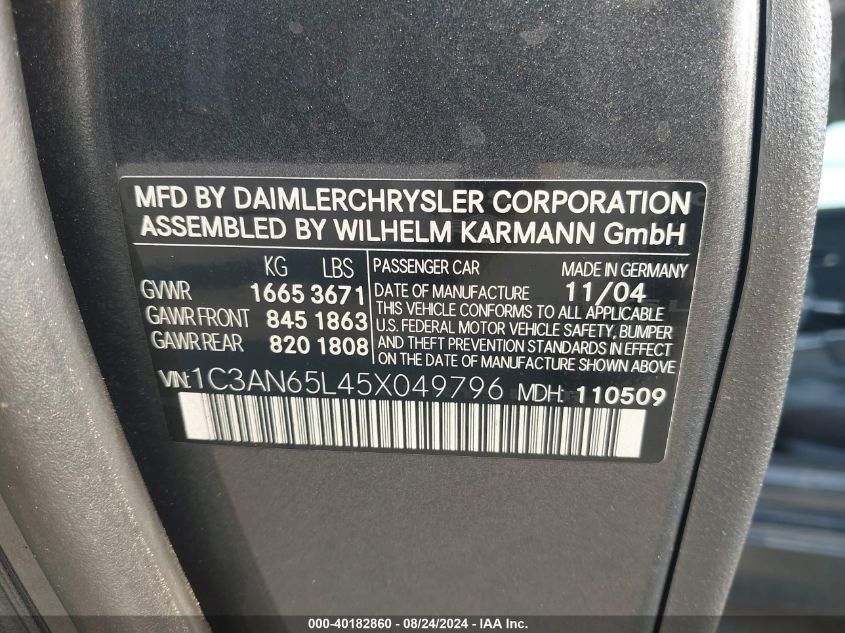 MFD BY DAIMLERCHRYSLER CORPORATION
ASSEMBLED BY WILHELM KARMANN GmbH
KG LBS
GVWR 1665 3671
GAWR FRONT 845 1863
GAWR REAR 820 1808
PASSENGER CAR MADE IN GERMANY
DATE OF MANUFACTURE 11/04
THIS VEHICLE CONFORMS TO ALL APPLICABLE
U.S. FEDERAL MOTOR VEHICLE SAFETY, BUMPER
AND THEFT PREVENTION STANDARDS IN EFFECT
ON THE DATE OF MANUFACTURE SHOWN ABOVE
VIN: 1C3AN65L45X049796 MDH: 110509
000-40182860 - 08/24/2024 - IAA Inc.